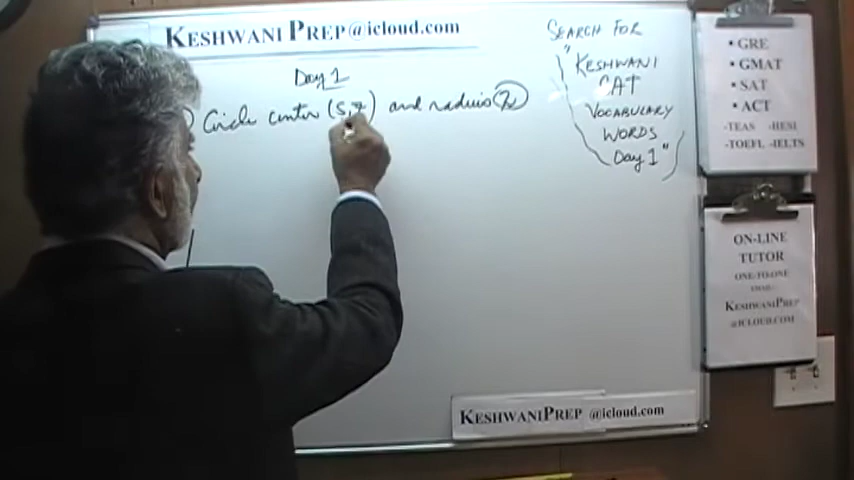 KESHWANI PREP @icloud.com
Day 1
) Circle center (5,7) and radius
SEARCH FOR
"KESHWANI
CAT
VOCABULARY
WORDS
Day 1"
• GRE
• GMAT
• SAT
• ACT
-TEAS -HESI
-TOEFL -IELTS
ON-LINE
TUTOR
ONE-TO-ONE
EMAIL:
KESHWANIPREP
@ICLOUD.COM
KESHWANIPREP @icloud.com